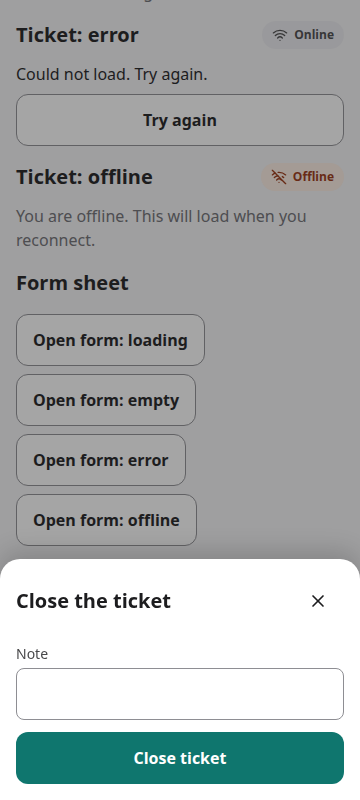 Ticket: error
Online
Could not load. Try again.
Try again
Ticket: offline
Offline
You are offline. This will load when you
reconnect.
Form sheet
Open form: loading
Open form: empty
Open form: error
Open form: offline
Close the ticket
Note
Close ticket